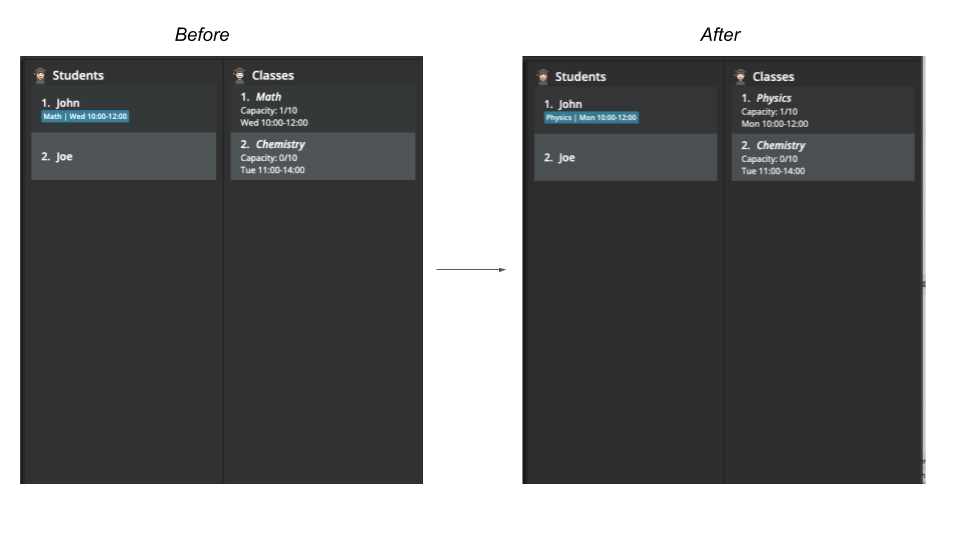 Before
Students
1. John
Math | Wed 10:00-12:00
2. Joe
Classes
1. Math
Capacity: 1/10
Wed 10:00-12:00
2. Chemistry
Capacity: 0/10
Tue 11:00-14:00
After
Students
1. John
Physics | Mon 10:00-12:00
2. Joe
Classes
1. Physics
Capacity: 1/10
Mon 10:00-12:00
2. Chemistry
Capacity: 0/10
Tue 11:00-14:00